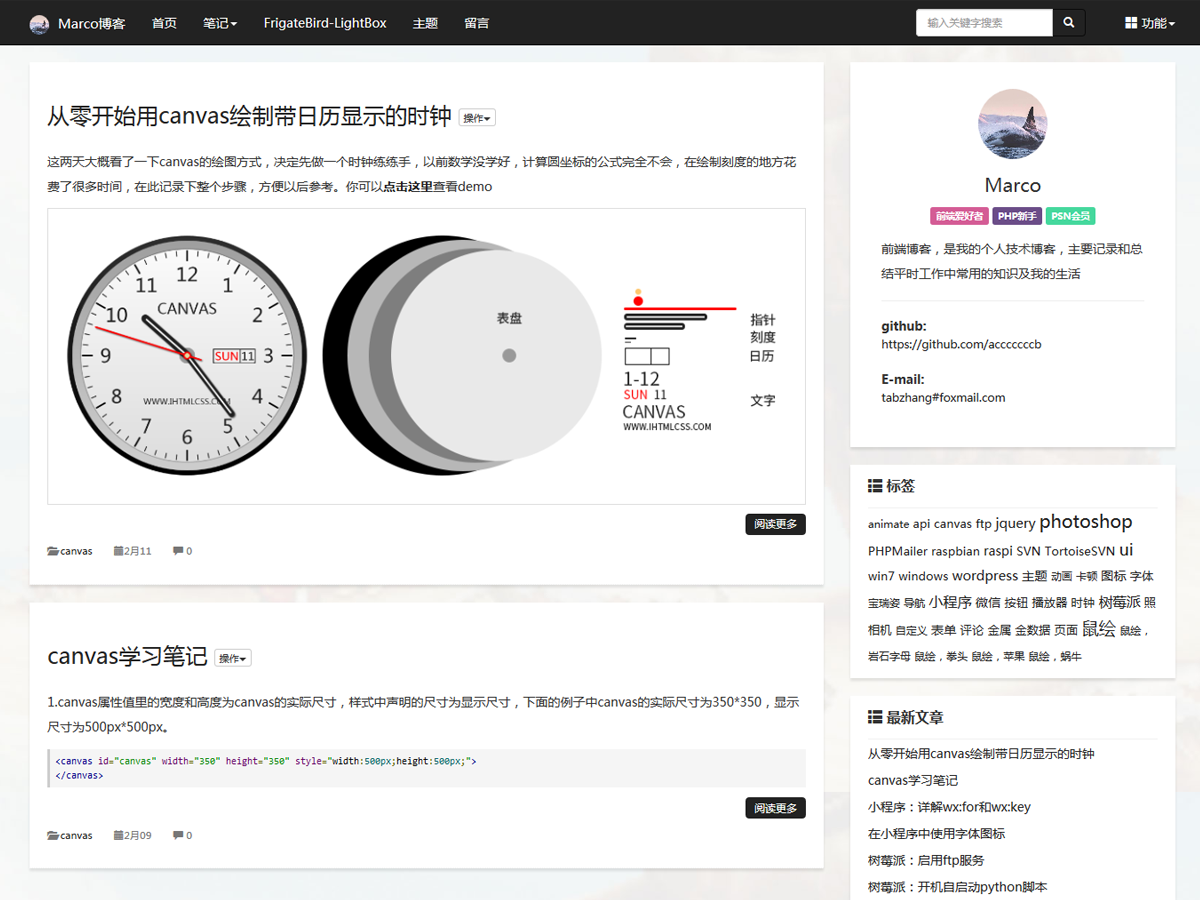 Marco博客 首页 笔记 FrigateBird-LightBox 主题 留言 输入关键字搜索 功能
从零开始用canvas绘制带日历显示的时钟 操作
这两天大概看了一下canvas的绘图方式，决定先做一个时钟练练手，以前数学没学好，计算圆坐标的公式完全不会，在绘制刻度的地方花
费了很多时间，在此记录下整个步骤，方便以后参考。你可以点击这里查看demo
12
11 1
CANVAS
10 2
9 SUN 11 3
8 4
WWW.IHTMLCSS.COM
7 5
6
表盘
指针
刻度
日历
1-12
SUN 11
文字
CANVAS
WWW.IHTMLCSS.COM
阅读更多
canvas 2月11 0
canvas学习笔记 操作
1.canvas属性值里的宽度和高度为canvas的实际尺寸，样式中声明的尺寸为显示尺寸，下面的例子中canvas的实际尺寸为350*350，显示
尺寸为500px*500px。
<canvas id="canvas" width="350" height="350" style="width:500px;height:500px;">
</canvas>
阅读更多
canvas 2月09 0
Marco
前端爱好者 PHP新手 PSN会员
前端博客，是我的个人技术博客，主要记录和总
结平时工作中常用的知识及我的生活
github:
https://github.com/acccccccb
E-mail:
tabzhang#foxmail.com
标签
animate api canvas ftp jquery photoshop
PHPMailer raspbian raspi SVN TortoiseSVN ui
win7 windows wordpress 主题 动画 卡顿 图标 字体
宝瑞姿 导航 小程序 微信 按钮 播放器 时钟 树莓派 照
相机 自定义 表单 评论 金属 金数据 页面 鼠绘 鼠绘，
岩石字母 鼠绘，拳头 鼠绘，苹果 鼠绘，蜗牛
最新文章
从零开始用canvas绘制带日历显示的时钟
canvas学习笔记
小程序：详解wx:for和wx:key
在小程序中使用字体图标
树莓派：启用ftp服务
树莓派：开机自启动python脚本